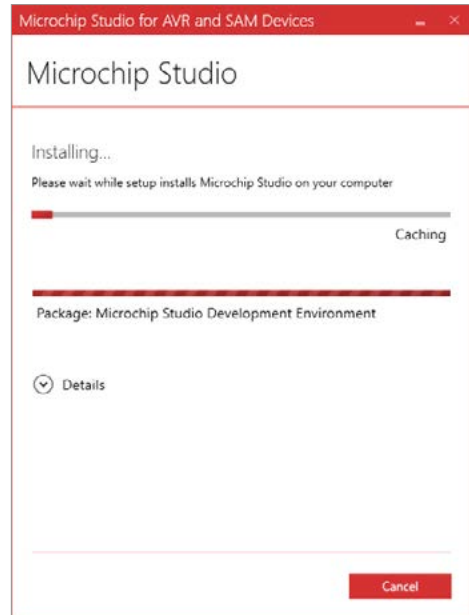 Microchip Studio for AVR and SAM Devices
Microchip Studio
Installing...
Please wait while setup installs Microchip Studio on your computer
Caching
Package: Microchip Studio Development Environment
Details
Cancel